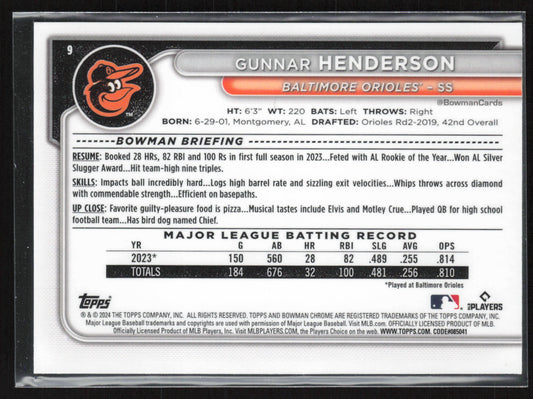 9
GUNNAR HENDERSON
BALTIMORE ORIOLES® – SS
@BowmanCards
HT: 6'3" WT: 220 BATS: Left THROWS: Right
BORN: 6-29-01, Montgomery, AL DRAFTED: Orioles Rd2-2019, 42nd Overall
BOWMAN BRIEFING
RESUME: Booked 28 HRs, 82 RBI and 100 Rs in first full season in 2023...Feted with AL Rookie of the Year...Won AL Silver
Slugger Award...Hit team-high nine triples.
SKILLS: Impacts ball incredibly hard...Logs high barrel rate and sizzling exit velocities...Whips throws across diamond
with commendable strength...Efficient on basepaths.
UP CLOSE: Favorite guilty-pleasure food is pizza...Musical tastes include Elvis and Motley Crue...Played QB for high school
football team...Has bird dog named Chief.
MAJOR LEAGUE BATTING RECORD
YR G AB HR RBI SLG AVG OPS
2023* 150 560 28 82 .489 .255 .814
TOTALS 184 676 32 100 .481 .256 .810
*Played at Baltimore Orioles
Topps
PLAYERS
® & © 2024 THE TOPPS COMPANY, INC. ALL RIGHTS RESERVED. TOPPS AND BOWMAN CHROME ARE REGISTERED TRADEMARKS OF THE TOPPS COMPANY, INC.
Major League Baseball trademarks and copyrights are used with permission of Major League Baseball. Visit MLB.com. OFFICIALLY LICENSED PRODUCT OF MLB.
Officially Licensed Product of MLB Players, Inc. Visit MLBPLAYERS.com, the Players Choice on the web. WWW.TOPPS.COM. CODE#085041